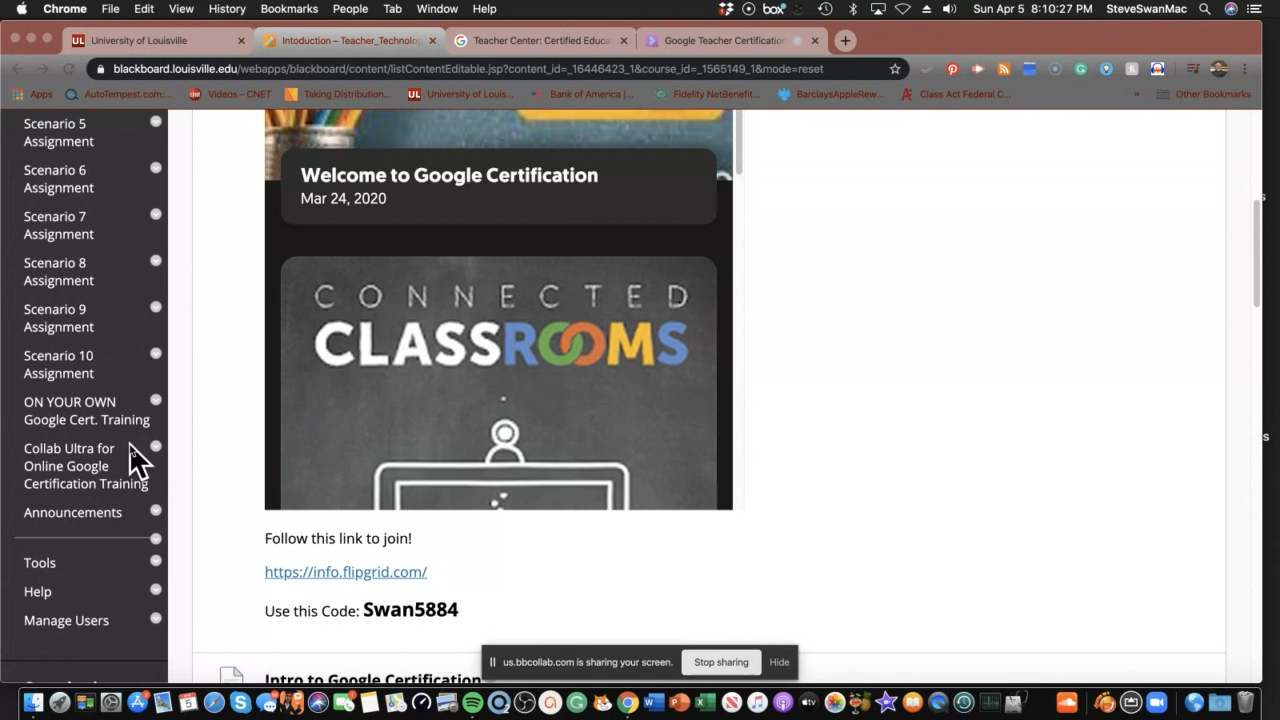 Chrome File Edit View History Bookmarks People Tab Window Help box Sun Apr 5 8:10:27 PM SteveSwanMac
University of Louisville Intoduction – Teacher_Technolog Teacher Center: Certified Educa Google Teacher Certification
blackboard.louisville.edu/webapps/blackboard/content/listContentEditable.jsp?content_id=_16446423_1&course_id=_1565149_1&mode=reset
Apps AutoTempest.com:... Videos – CNET Taking Distribution... UL University of Louis... Bank of America |... Fidelity NetBenefit... BarclaysAppleRew... Class Act Federal C... » Other Bookmarks
Scenario 5
Assignment
Scenario 6
Assignment
Scenario 7
Assignment
Scenario 8
Assignment
Scenario 9
Assignment
Scenario 10
Assignment
ON YOUR OWN
Google Cert. Training
Collab Ultra for
Online Google
Certification Training
Announcements
Tools
Help
Manage Users
Welcome to Google Certification
Mar 24, 2020
CONNECTED
CLASSROOMS
Follow this link to join!
https://info.flipgrid.com/
Use this Code: Swan5884
us.bbcollab.com is sharing your screen. Stop sharing Hide
Intro to Google Certification